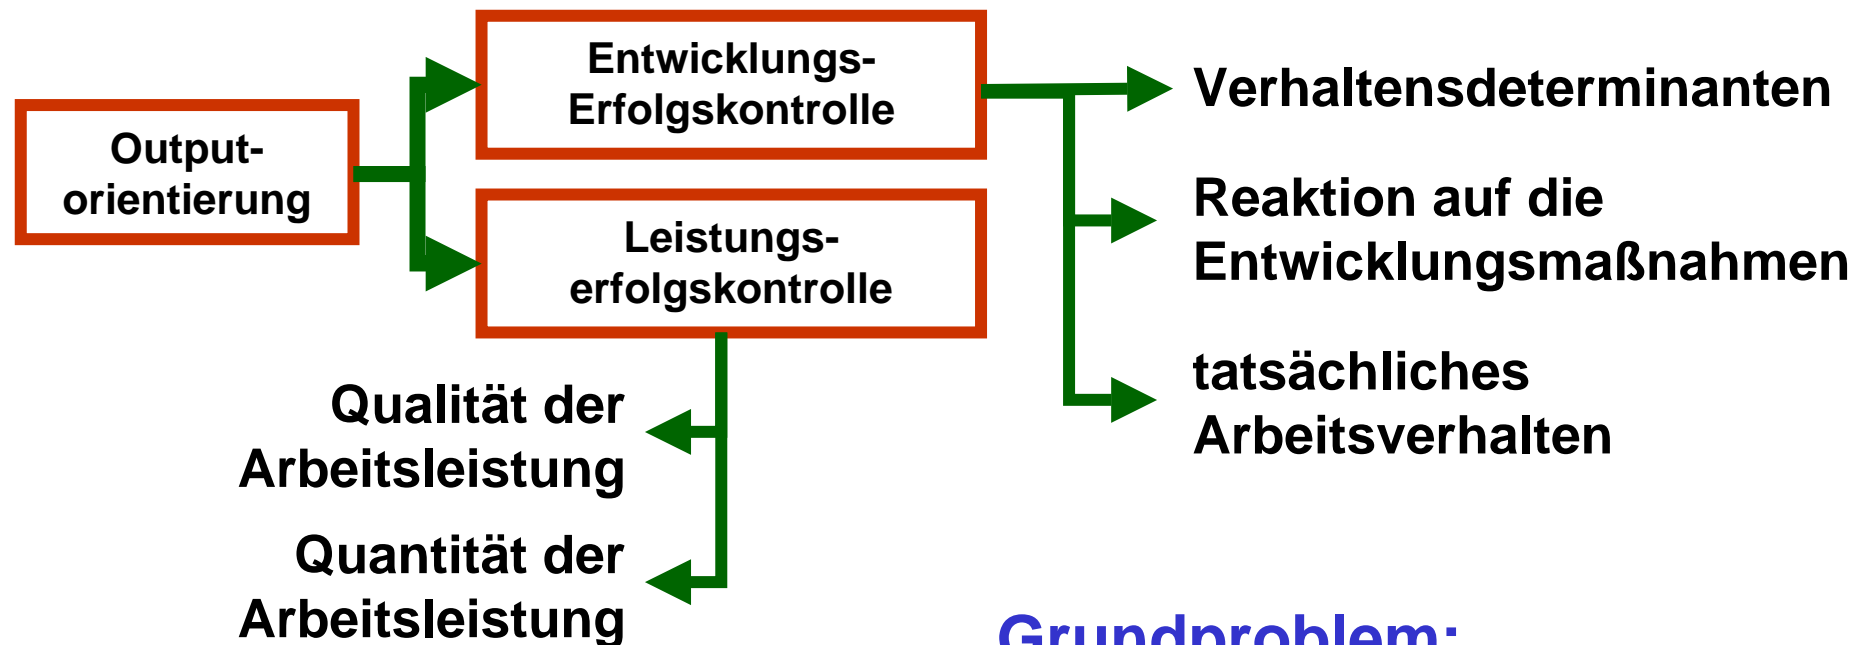 Output-
orientierung
Entwicklungs-
Erfolgskontrolle
Leistungs-
erfolgskontrolle
Verhaltensdeterminanten
Reaktion auf die
Entwicklungsmaßnahmen
tatsächliches
Arbeitsverhalten
Qualität der
Arbeitsleistung
Quantität der
Arbeitsleistung
Grundproblem: